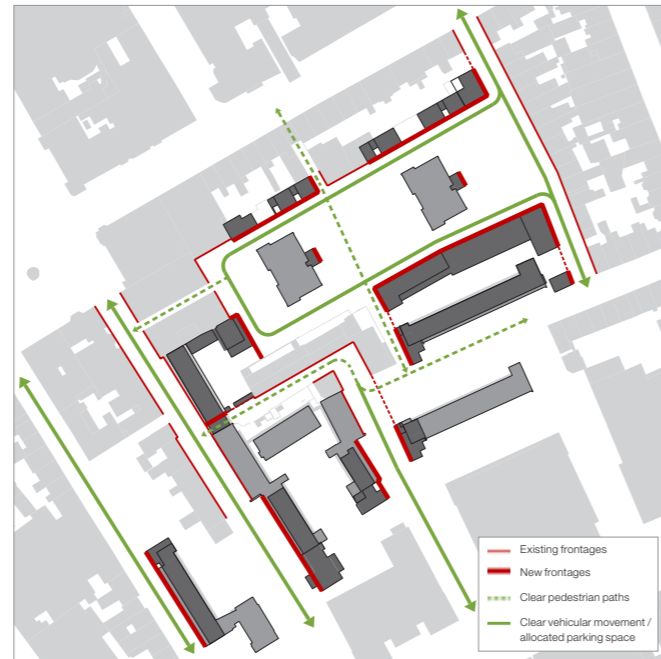 Existing frontages
New frontages
Clear pedestrian paths
Clear vehicular movement /
allocated parking space